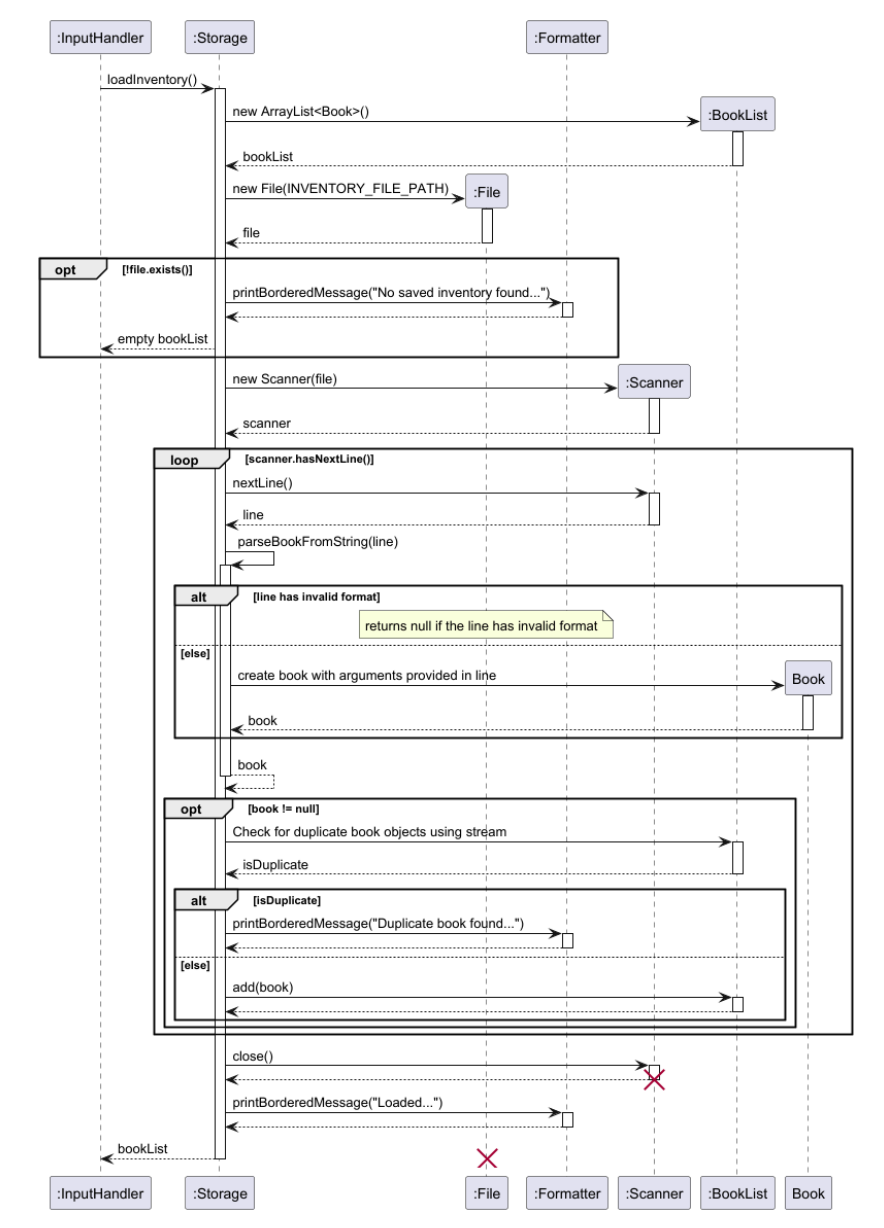 :InputHandler
:Storage
:Formatter
loadInventory()
new ArrayList<Book>()
:BookList
bookList
new File(INVENTORY_FILE_PATH)
:File
file
opt
[!file.exists()]
printBorderedMessage("No saved inventory found...")
empty bookList
new Scanner(file)
:Scanner
scanner
loop
[scanner.hasNextLine()]
nextLine()
line
parseBookFromString(line)
alt
[line has invalid format]
returns null if the line has invalid format
[else]
create book with arguments provided in line
Book
book
book
opt
[book != null]
Check for duplicate book objects using stream
isDuplicate
alt
[isDuplicate]
printBorderedMessage("Duplicate book found...")
[else]
add(book)
close()
printBorderedMessage("Loaded...")
bookList
:InputHandler
:Storage
:File
:Formatter
:Scanner
:BookList
Book